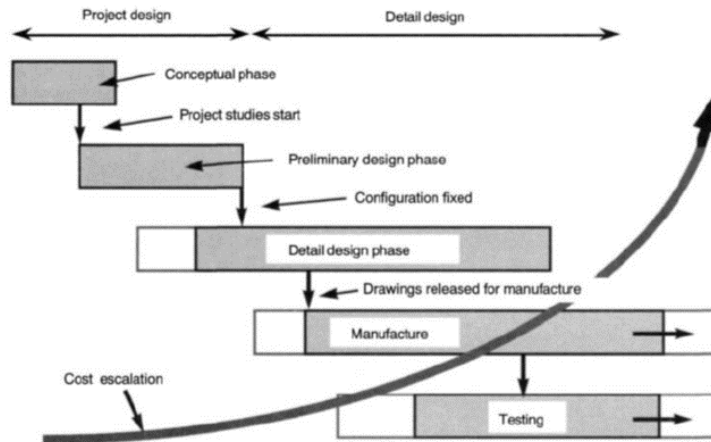 Project design
Detail design
Conceptual phase
Project studies start
Preliminary design phase
Configuration fixed
Detail design phase
Drawings released for manufacture
Manufacture
Cost escalation
Testing